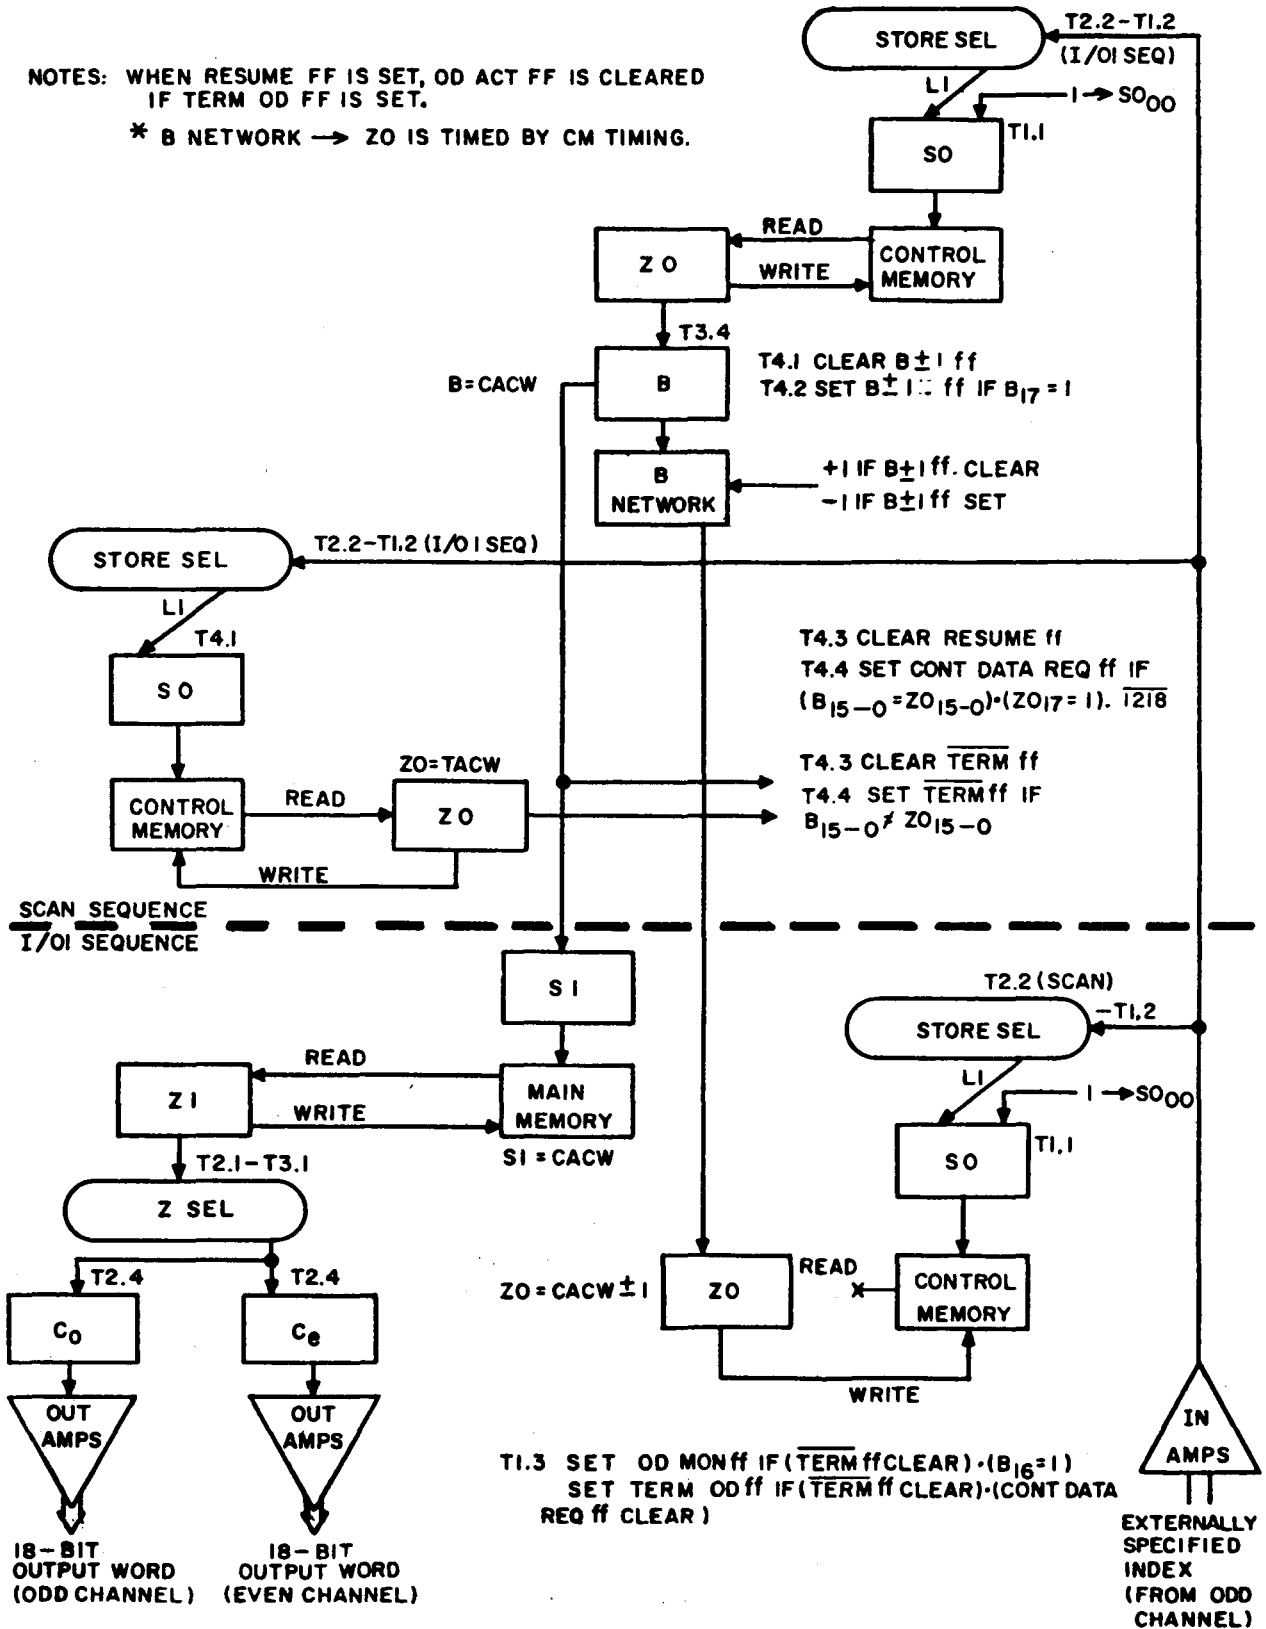 STORE SEL
T2.2-T1.2
(I/O1 SEQ)
NOTES: WHEN RESUME FF IS SET, OD ACT FF IS CLEARED
IF TERM OD FF IS SET.
* B NETWORK → ZO IS TIMED BY CM TIMING.
L1
1 → SO00
T1.1
SO
READ
WRITE
ZO
CONTROL
MEMORY
T3.4
B=CACW
B
T4.1 CLEAR B±1 ff
T4.2 SET B±1 ff IF B17=1
B
NETWORK
+1 IF B±1 ff. CLEAR
-1 IF B±1 ff SET
STORE SEL
T2.2-T1.2 (I/O1 SEQ)
L1
T4.1
SO
T4.3 CLEAR RESUME ff
T4.4 SET CONT DATA REQ ff IF
(B15-0=ZO15-0)·(ZO17=1). 1̅2̅1̅8̅
ZO=TACW
CONTROL
MEMORY
READ
ZO
WRITE
T4.3 CLEAR T̅E̅R̅M̅ ff
T4.4 SET T̅E̅R̅M̅ ff IF
B15-0≠ZO15-0
SCAN SEQUENCE
I/O1 SEQUENCE
S1
T2.2 (SCAN)
-T1.2
STORE SEL
READ
Z1
WRITE
MAIN
MEMORY
S1=CACW
L1
1 → SO00
T1.1
SO
T2.1-T3.1
Z SEL
T2.4
T2.4
Co
Ce
ZO=CACW±1
ZO
READ
X
CONTROL
MEMORY
WRITE
OUT
AMPS
OUT
AMPS
IN
AMPS
T1.3 SET OD MON ff IF (T̅E̅R̅M̅ ff CLEAR)·(B16=1)
SET TERM OD ff IF (T̅E̅R̅M̅ ff CLEAR)·(CONT DATA
REQ ff CLEAR)
18-BIT
OUTPUT WORD
(ODD CHANNEL)
18-BIT
OUTPUT WORD
(EVEN CHANNEL)
EXTERNALLY
SPECIFIED
INDEX
(FROM ODD
CHANNEL)